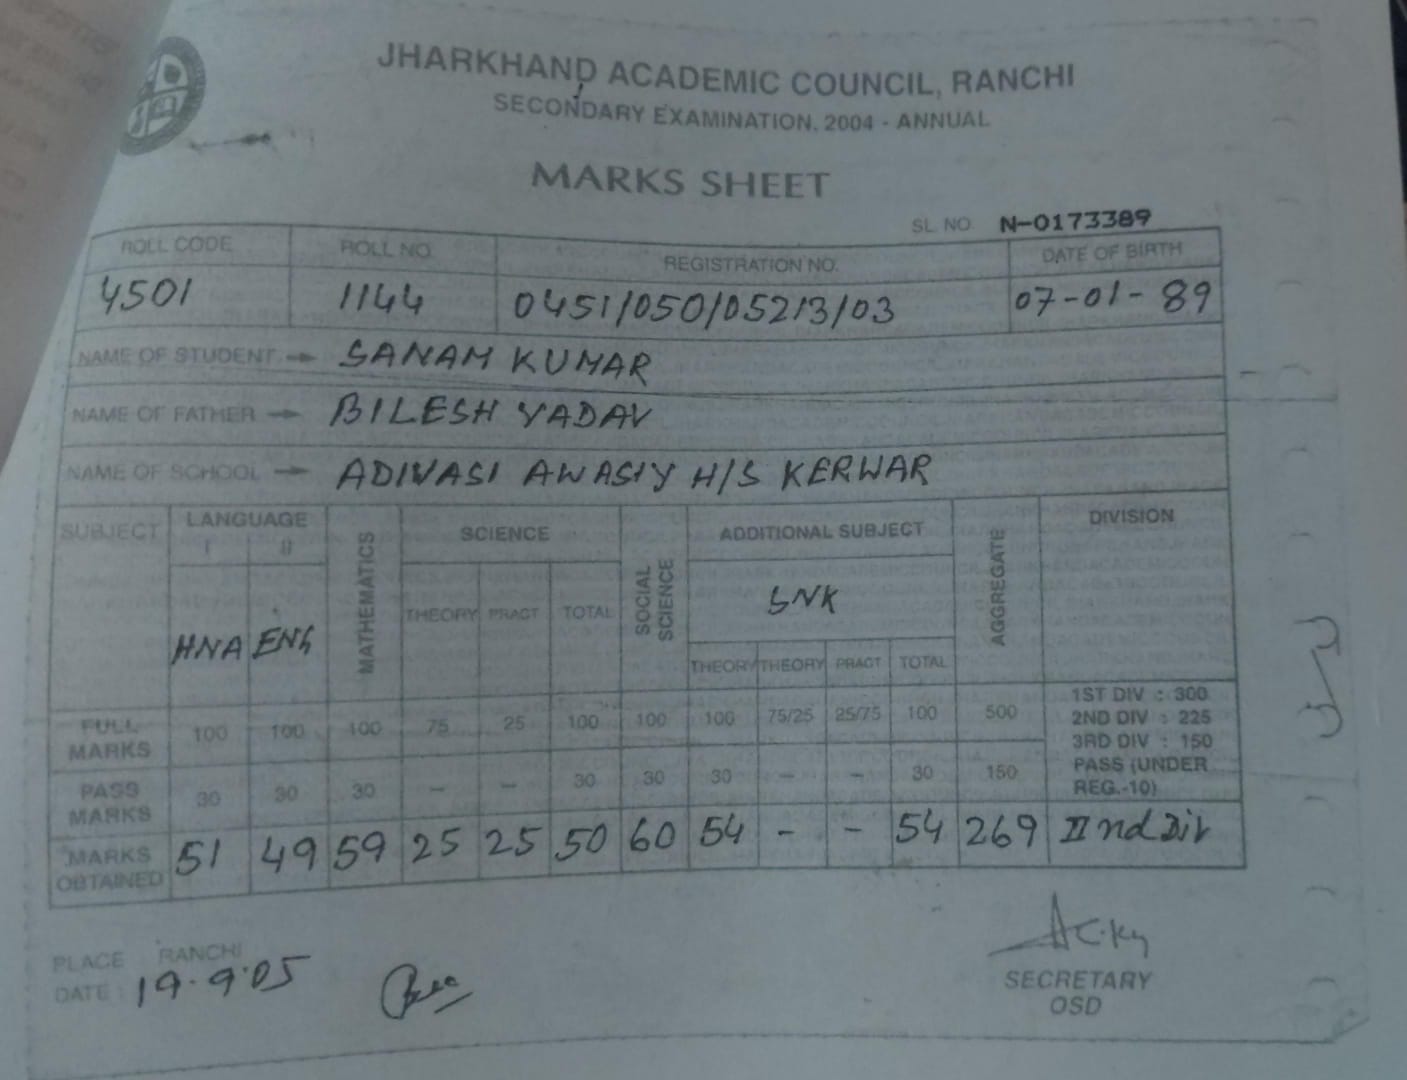 JHARKHAND ACADEMIC COUNCIL, RANCHI
SECONDARY EXAMINATION, 2004 - ANNUAL
MARKS SHEET
SL. NO. N-0173389
ROLL CODE ROLL NO. REGISTRATION NO. DATE OF BIRTH
4501 1144 0451/050/05213/03 07-01-89
NAME OF STUDENT → SANAM KUMAR
NAME OF FATHER → BILESH YADAV
NAME OF SCHOOL → ADIVASI AWASIY H/S KERWAR
SUBJECT LANGUAGE MATHEMATICS SCIENCE SOCIAL SCIENCE ADDITIONAL SUBJECT AGGREGATE DIVISION
I II
HNA ENG THEORY PRACT TOTAL SNK
THEORY THEORY PRACT TOTAL
FULL MARKS 100 100 100 75 25 100 100 100 75/25 25/75 100 500
1ST DIV : 300
2ND DIV : 225
3RD DIV : 150
PASS (UNDER
REG.-10)
PASS MARKS 30 30 30 - - 30 30 30 - - 30 150
MARKS OBTAINED 51 49 59 25 25 50 60 54 - - 54 269 II nd Div
PLACE RANCHI
DATE : 19.9.05
SECRETARY
OSD